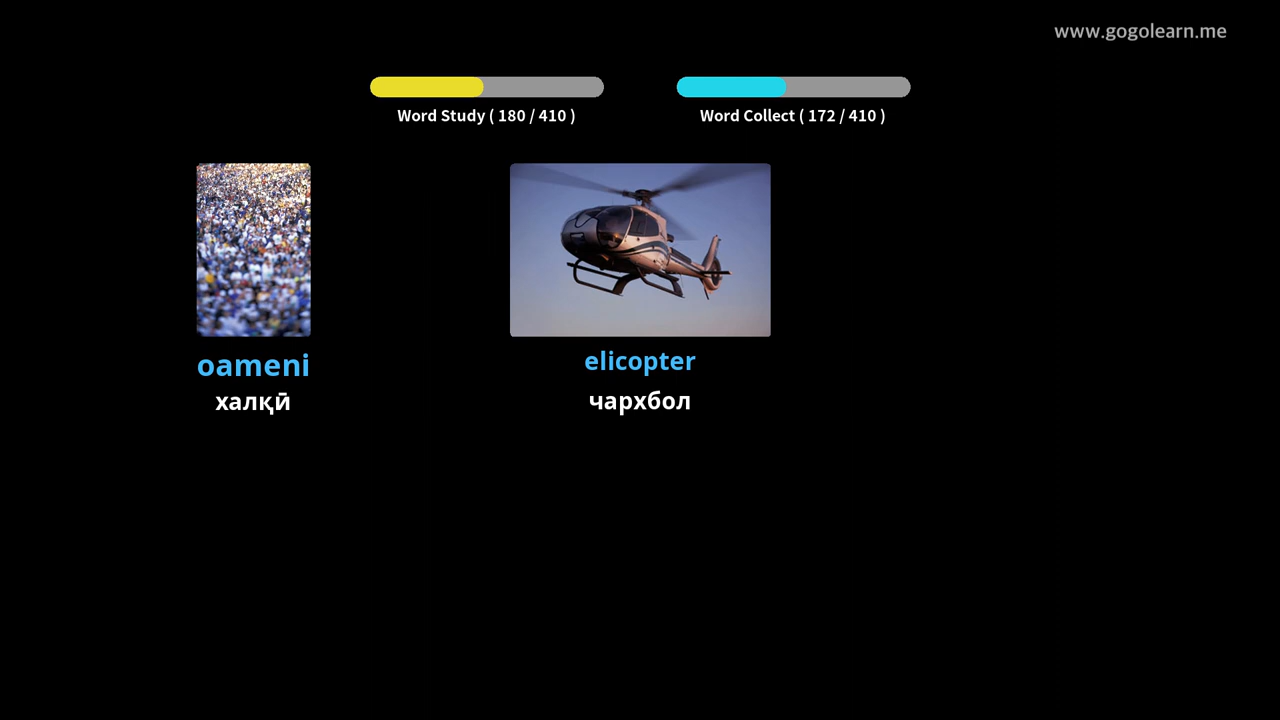 www.gogolearn.me
Word Study ( 180 / 410 )
Word Collect ( 172 / 410 )
oameni
халқӣ
elicopter
чархбол